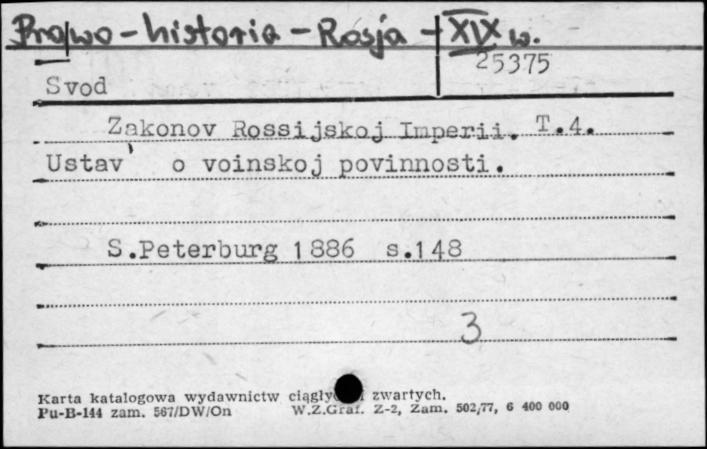 Prawo - historia - Rosja - XIX w.
25375
Svod
Zakonov Rossijskoj Imperii. T.4.
Ustav' o voinskoj povinnosti.
S.Peterburg 1886 s.148
3
Karta katalogowa wydawnictw zwartych.
Pu-B-144 zam. 567/DW/On W.Z.Graf. Z-2, Zam. 502/77, 6 400 000